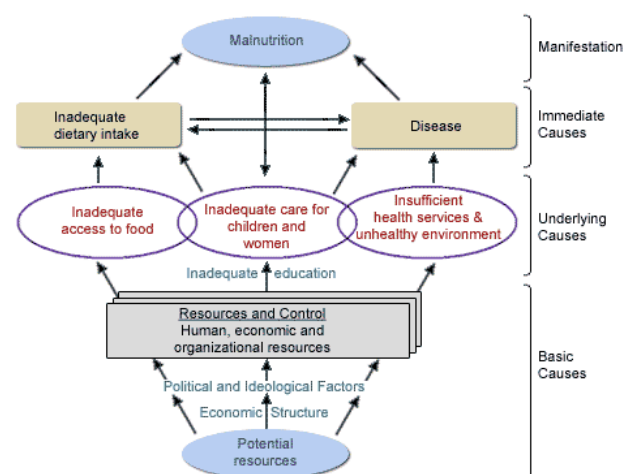 Malnutrition
Manifestation
Inadequate
dietary intake
Disease
Immediate
Causes
Inadequate
access to food
Inadequate care for
children and
women
Insufficient
health services &
unhealthy environment
Underlying
Causes
Inadequate education
Resources and Control
Human, economic and
organizational resources
Basic
Causes
Political and Ideological Factors
Economic Structure
Potential
resources